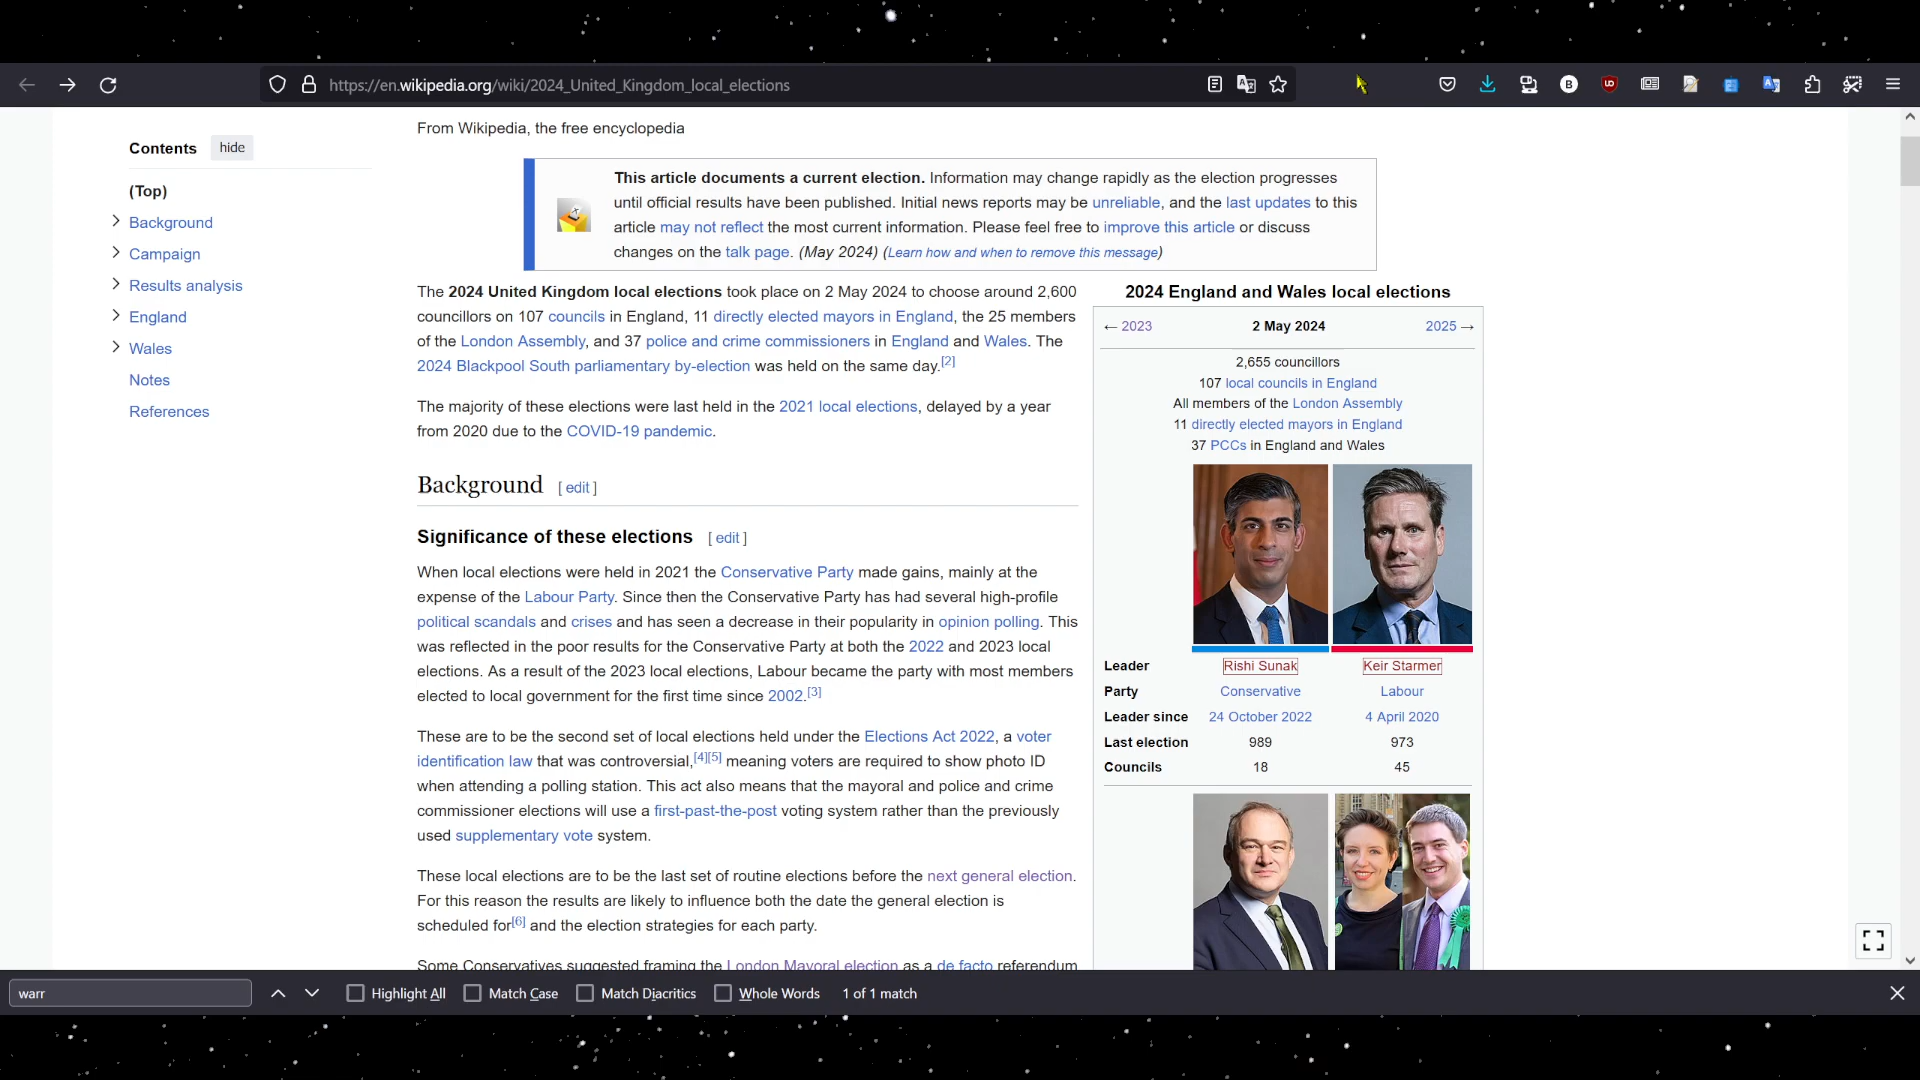 https://en.wikipedia.org/wiki/2024_United_Kingdom_local_elections
From Wikipedia, the free encyclopedia
Contents hide
(Top)
Background
Campaign
Results analysis
England
Wales
Notes
References
This article documents a current election. Information may change rapidly as the election progresses
until official results have been published. Initial news reports may be unreliable, and the last updates to this
article may not reflect the most current information. Please feel free to improve this article or discuss
changes on the talk page. (May 2024) (Learn how and when to remove this message)
The 2024 United Kingdom local elections took place on 2 May 2024 to choose around 2,600
councillors on 107 councils in England, 11 directly elected mayors in England, the 25 members
of the London Assembly, and 37 police and crime commissioners in England and Wales. The
2024 Blackpool South parliamentary by-election was held on the same day.[2]
The majority of these elections were last held in the 2021 local elections, delayed by a year
from 2020 due to the COVID-19 pandemic.
Background [ edit ]
Significance of these elections [ edit ]
When local elections were held in 2021 the Conservative Party made gains, mainly at the
expense of the Labour Party. Since then the Conservative Party has had several high-profile
political scandals and crises and has seen a decrease in their popularity in opinion polling. This
was reflected in the poor results for the Conservative Party at both the 2022 and 2023 local
elections. As a result of the 2023 local elections, Labour became the party with most members
elected to local government for the first time since 2002.[3]
These are to be the second set of local elections held under the Elections Act 2022, a voter
identification law that was controversial,[4][5] meaning voters are required to show photo ID
when attending a polling station. This act also means that the mayoral and police and crime
commissioner elections will use a first-past-the-post voting system rather than the previously
used supplementary vote system.
These local elections are to be the last set of routine elections before the next general election.
For this reason the results are likely to influence both the date the general election is
scheduled for[6] and the election strategies for each party.
Some Conservatives suggested framing the London Mayoral election as a de facto referendum
2024 England and Wales local elections
← 2023 2 May 2024 2025 →
2,655 councillors
107 local councils in England
All members of the London Assembly
11 directly elected mayors in England
37 PCCs in England and Wales
Leader Rishi Sunak Keir Starmer
Party Conservative Labour
Leader since 24 October 2022 4 April 2020
Last election 989 973
Councils 18 45
warr Highlight All Match Case Match Diacritics Whole Words 1 of 1 match